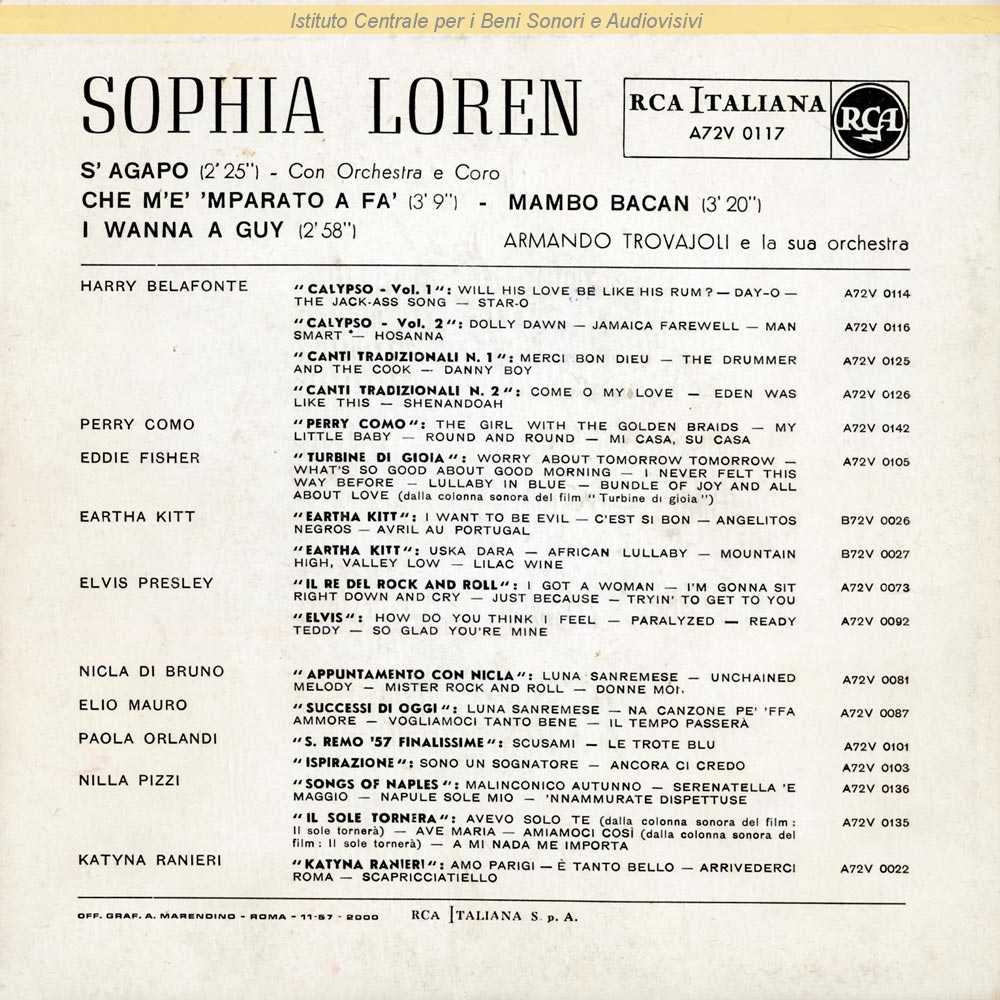 Istituto Centrale per i Beni Sonori e Audiovisivi
SOPHIA LOREN
RCA ITALIANA
A72V 0117
RCA
S' AGAPO (2' 25") - Con Orchestra e Coro
CHE M'E' 'MPARATO A FA' (3' 9") - MAMBO BACAN (3' 20")
I WANNA A GUY (2' 58")
ARMANDO TROVAJOLI e la sua orchestra
HARRY BELAFONTE
"CALYPSO - Vol. 1": WILL HIS LOVE BE LIKE HIS RUM? — DAY-O —
THE JACK-ASS SONG — STAR-O
A72V 0114
"CALYPSO - Vol. 2": DOLLY DAWN — JAMAICA FAREWELL — MAN
SMART — HOSANNA
A72V 0116
"CANTI TRADIZIONALI N. 1": MERCI BON DIEU — THE DRUMMER
AND THE COOK — DANNY BOY
A72V 0125
"CANTI TRADIZIONALI N. 2": COME O MY LOVE — EDEN WAS
LIKE THIS — SHENANDOAH
A72V 0126
PERRY COMO
"PERRY COMO": THE GIRL WITH THE GOLDEN BRAIDS — MY
LITTLE BABY — ROUND AND ROUND — MI CASA, SU CASA
A72V 0142
EDDIE FISHER
"TURBINE DI GIOIA": WORRY ABOUT TOMORROW TOMORROW —
WHAT'S SO GOOD ABOUT GOOD MORNING — I NEVER FELT THIS
WAY BEFORE — LULLABY IN BLUE — BUNDLE OF JOY AND ALL
ABOUT LOVE (dalla colonna sonora del film "Turbine di gioia")
A72V 0105
EARTHA KITT
"EARTHA KITT": I WANT TO BE EVIL — C'EST SI BON — ANGELITOS
NEGROS — AVRIL AU PORTUGAL
B72V 0026
"EARTHA KITT": USKA DARA — AFRICAN LULLABY — MOUNTAIN
HIGH, VALLEY LOW — LILAC WINE
B72V 0027
ELVIS PRESLEY
"IL RE DEL ROCK AND ROLL": I GOT A WOMAN — I'M GONNA SIT
RIGHT DOWN AND CRY — JUST BECAUSE — TRYIN' TO GET TO YOU
A72V 0073
"ELVIS": HOW DO YOU THINK I FEEL — PARALYZED — READY
TEDDY — SO GLAD YOU'RE MINE
A72V 0092
NICLA DI BRUNO
"APPUNTAMENTO CON NICLA": LUNA SANREMESE — UNCHAINED
MELODY — MISTER ROCK AND ROLL — DONNE MOI.
A72V 0081
ELIO MAURO
"SUCCESSI DI OGGI": LUNA SANREMESE — NA CANZONE PE' 'FFA
AMMORE — VOGLIAMOCI TANTO BENE — IL TEMPO PASSERÀ
A72V 0087
PAOLA ORLANDI
"S. REMO '57 FINALISSIME": SCUSAMI — LE TROTE BLU
A72V 0101
"ISPIRAZIONE": SONO UN SOGNATORE — ANCORA CI CREDO
A72V 0103
NILLA PIZZI
"SONGS OF NAPLES": MALINCONICO AUTUNNO — SERENATELLA 'E
MAGGIO — NAPULE SOLE MIO — 'NNAMMURATE DISPETTUSE
A72V 0136
"IL SOLE TORNERA": AVEVO SOLO TE (dalla colonna sonora del film:
Il sole tornerà) — AVE MARIA — AMIAMOCI COSÌ (dalla colonna sonora del
film: Il sole tornerà) — A MI NADA ME IMPORTA
A72V 0135
KATYNA RANIERI
"KATYNA RANIERI": AMO PARIGI — È TANTO BELLO — ARRIVEDERCI
ROMA — SCAPRICCIATIELLO
A72V 0022
OFF. GRAF. A. MARENDINO - ROMA - 11-57 - 2000
RCA ITALIANA S. p. A.